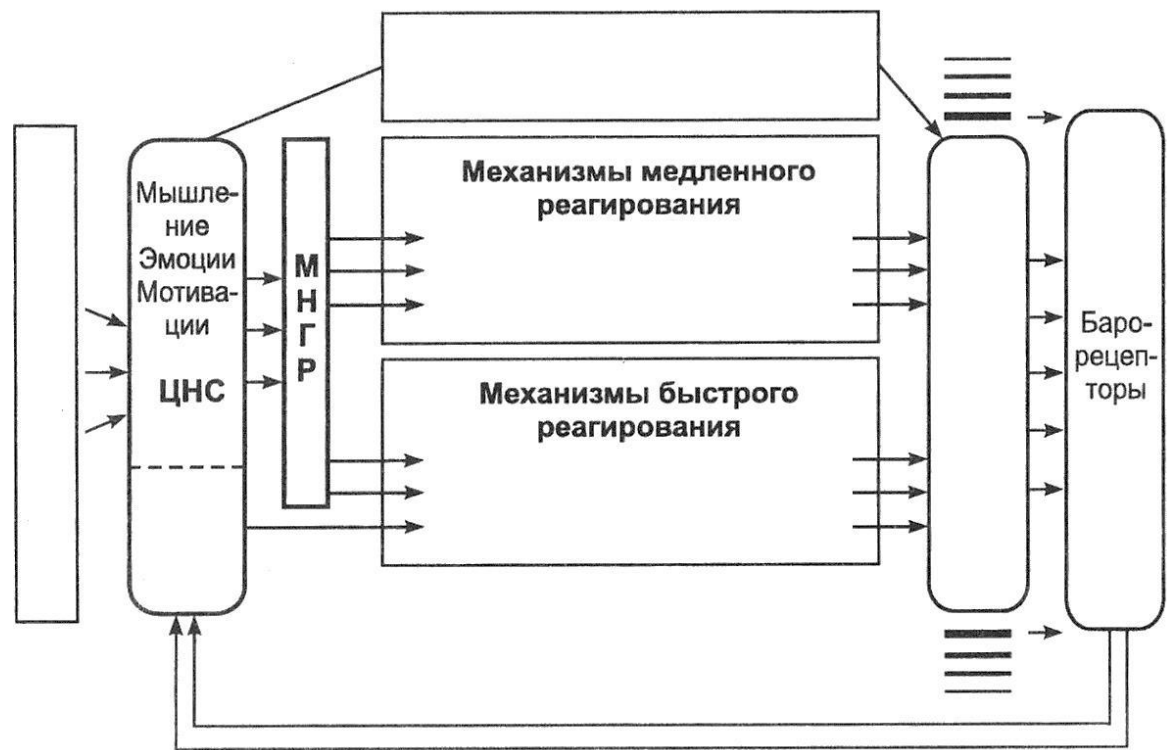 Мышле-
ние
Эмоции
Мотива-
ции
ЦНС
М
Н
Г
Р
Механизмы медленного
реагирования
Механизмы быстрого
реагирования
Баро-
рецеп-
торы